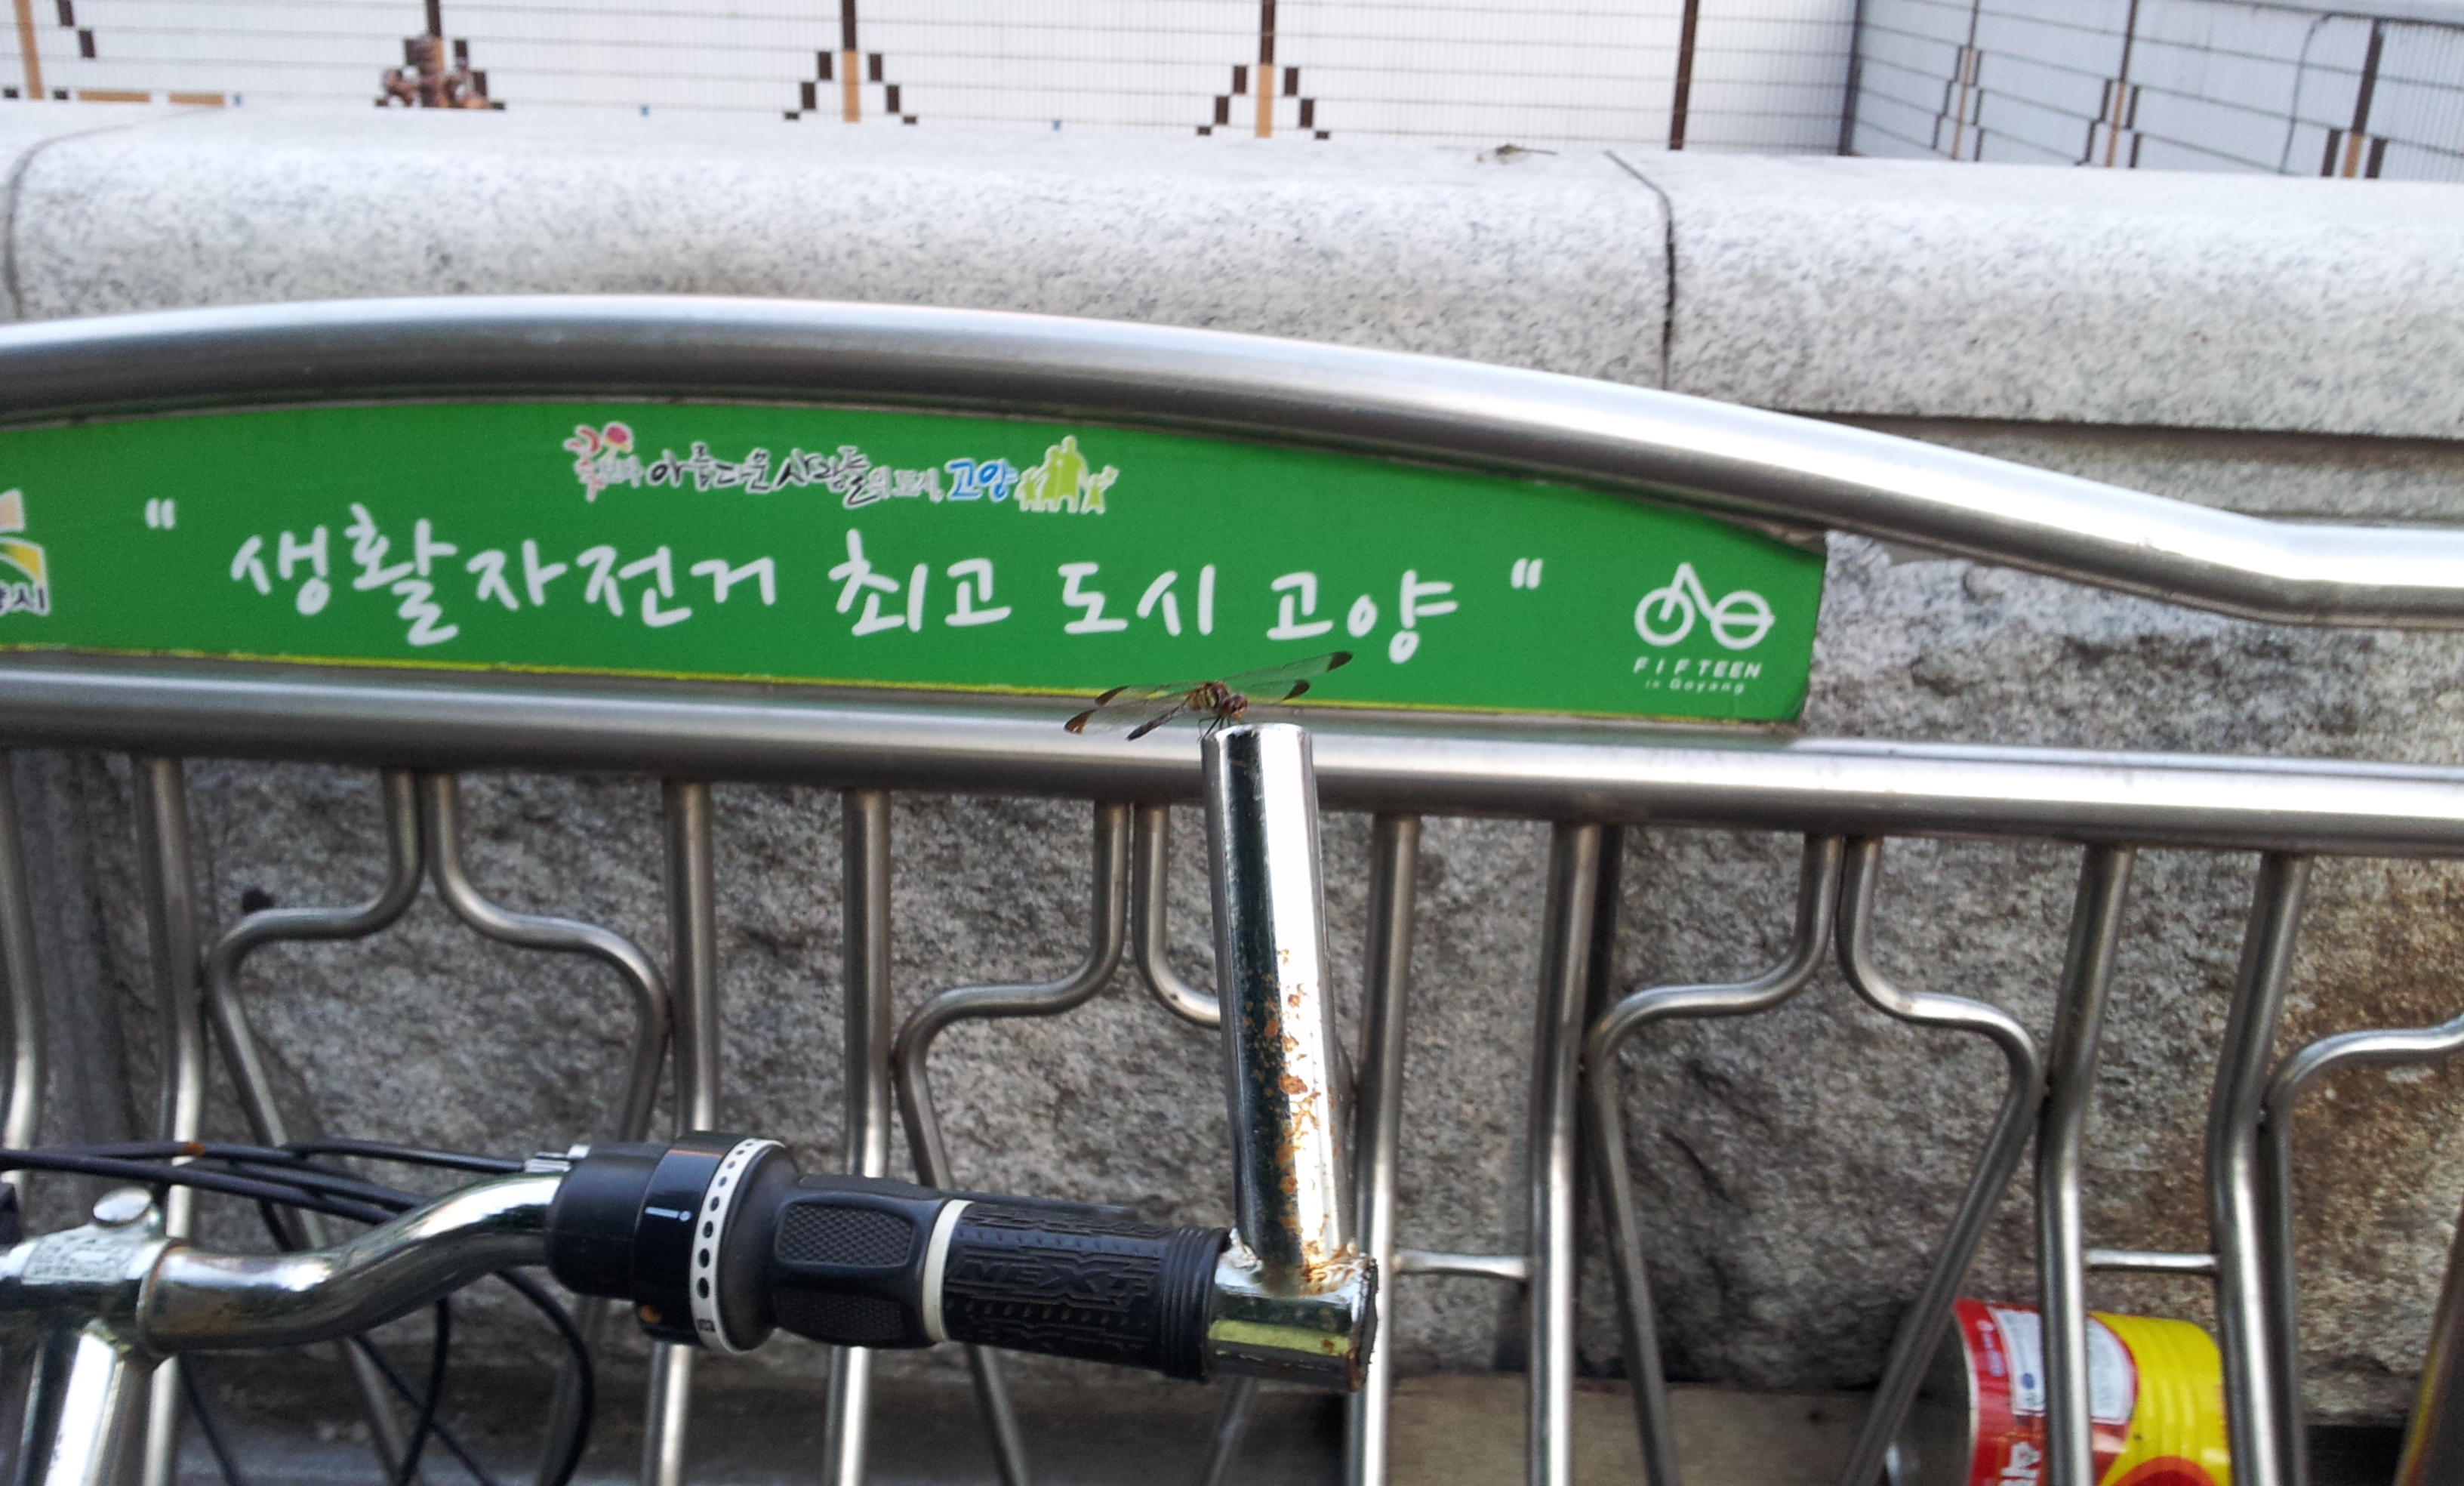 꽃보다 아름다운 사람들의 도시, 고양
" 생활자전거 최고 도시 고양 "
FIFTEEN
in Goyang
NEXT